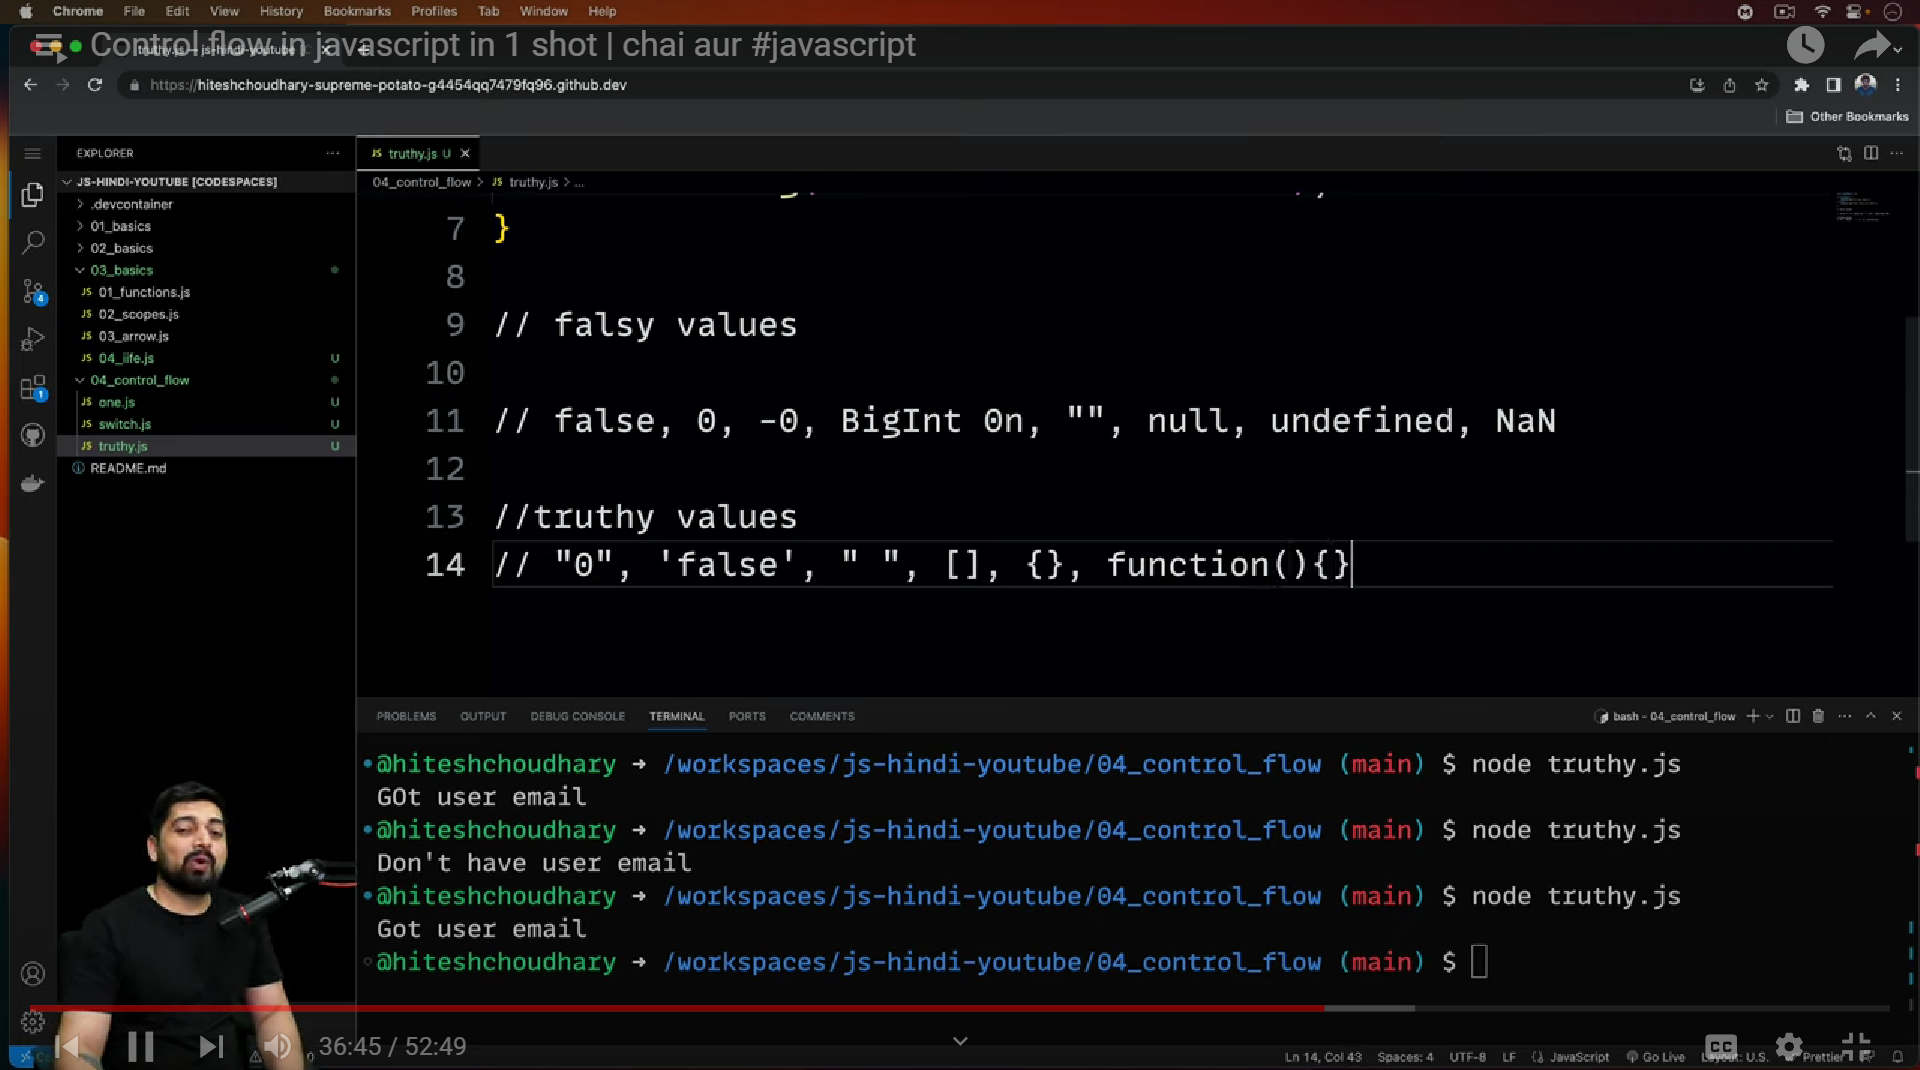 Chrome File Edit View History Bookmarks Profiles Tab Window Help
Control flow in javascript in 1 shot | chai aur #javascript
https://hiteshchoudhary-supreme-potato-g4454qq7479fq96.github.dev
Other Bookmarks
EXPLORER
JS-HINDI-YOUTUBE [CODESPACES]
.devcontainer
01_basics
02_basics
03_basics
JS 01_functions.js
JS 02_scopes.js
JS 03_arrow.js
JS 04_iife.js U
04_control_flow
JS one.js U
JS switch.js U
JS truthy.js U
README.md
JS truthy.js U
04_control_flow > JS truthy.js > ...
7 }
8
9 // falsy values
10
11 // false, 0, -0, BigInt 0n, "", null, undefined, NaN
12
13 //truthy values
14 // "0", 'false', " ", [], {}, function(){}
PROBLEMS OUTPUT DEBUG CONSOLE TERMINAL PORTS COMMENTS
bash - 04_control_flow
@hiteshchoudhary → /workspaces/js-hindi-youtube/04_control_flow (main) $ node truthy.js
GOt user email
@hiteshchoudhary → /workspaces/js-hindi-youtube/04_control_flow (main) $ node truthy.js
Don't have user email
@hiteshchoudhary → /workspaces/js-hindi-youtube/04_control_flow (main) $ node truthy.js
Got user email
@hiteshchoudhary → /workspaces/js-hindi-youtube/04_control_flow (main) $
36:45 / 52:49
CC
Ln 14, Col 43 Spaces: 4 UTF-8 LF {} JavaScript Go Live Layout: U.S. Prettier